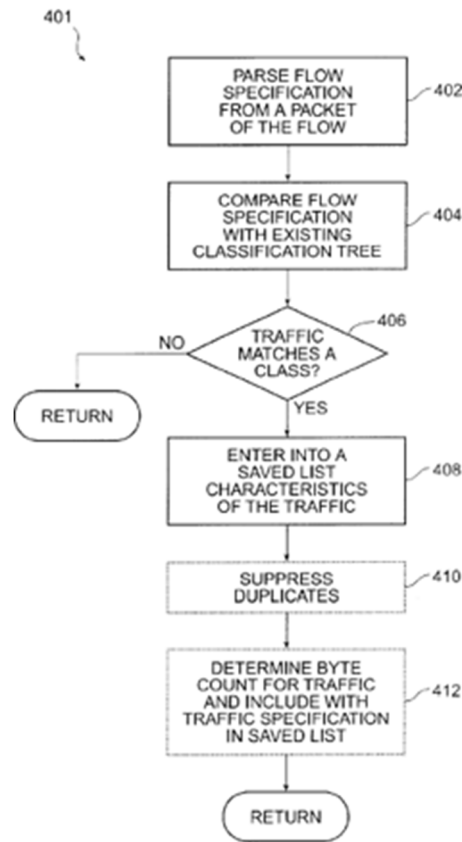 401
PARSE FLOW
SPECIFICATION
FROM A PACKET
OF THE FLOW
402
COMPARE FLOW
SPECIFICATION
WITH EXISTING
CLASSIFICATION TREE
404
TRAFFIC
MATCHES A
CLASS?
406
NO
YES
RETURN
ENTER INTO A
SAVED LIST
CHARACTERISTICS
OF THE TRAFFIC
408
SUPPRESS
DUPLICATES
410
DETERMINE BYTE
COUNT FOR TRAFFIC
AND INCLUDE WITH
TRAFFIC SPECIFICATION
IN SAVED LIST
412
RETURN